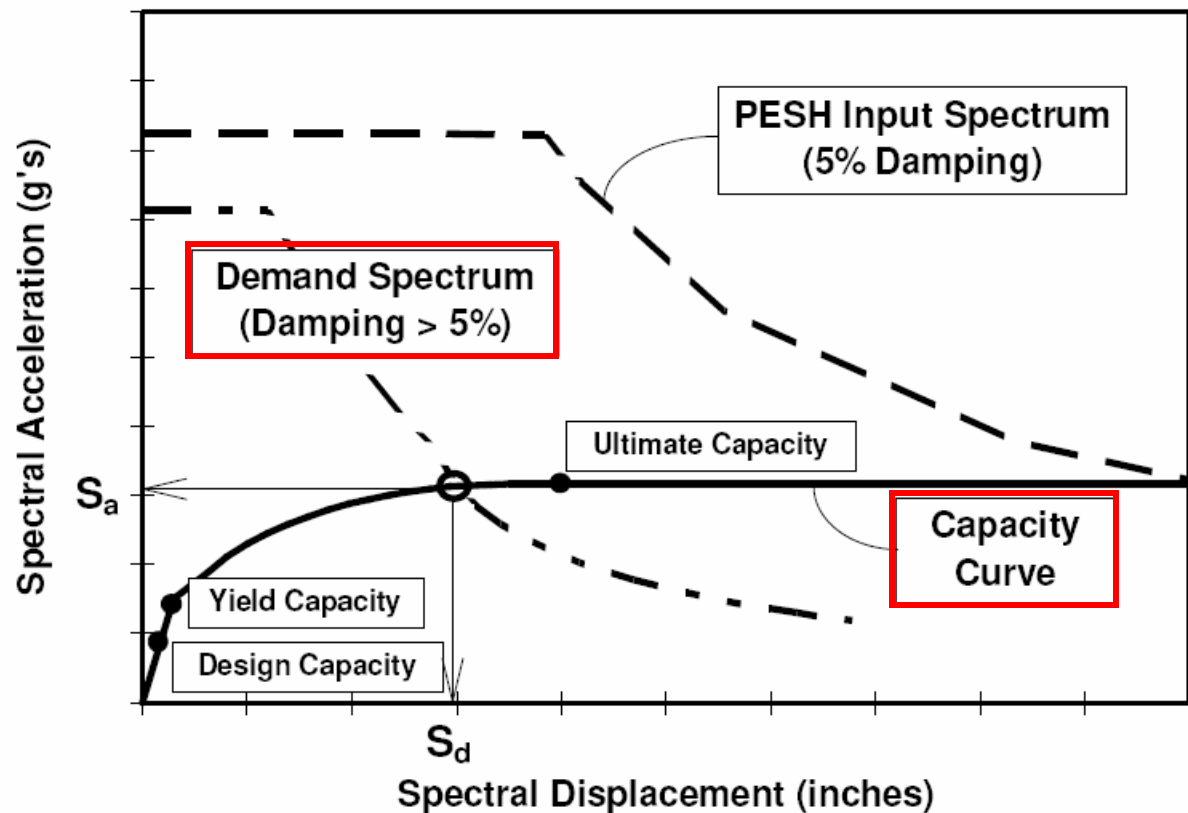 PESH Input Spectrum
(5% Damping)
Demand Spectrum
(Damping > 5%)
Ultimate Capacity
Capacity
Curve
Yield Capacity
Design Capacity
Spectral Acceleration (g's)
Sa
Sd
Spectral Displacement (inches)